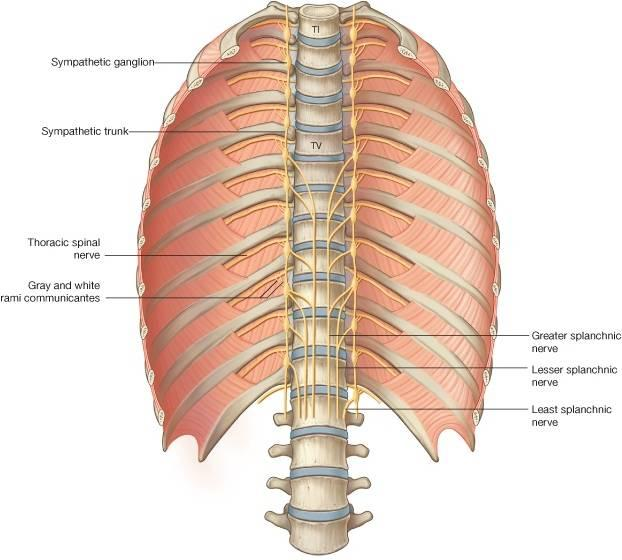 TI
Sympathetic ganglion
Sympathetic trunk
TV
Thoracic spinal
nerve
Gray and white
rami communicantes
Greater splanchnic
nerve
Lesser splanchnic
nerve
Least splanchnic
nerve